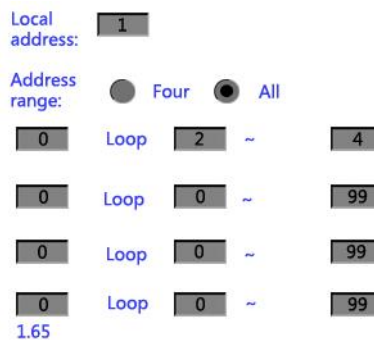 Local address: 1
Address range: Four All
0 Loop 2 ~ 4
0 Loop 0 ~ 99
0 Loop 0 ~ 99
0 Loop 0 ~ 99
1.65